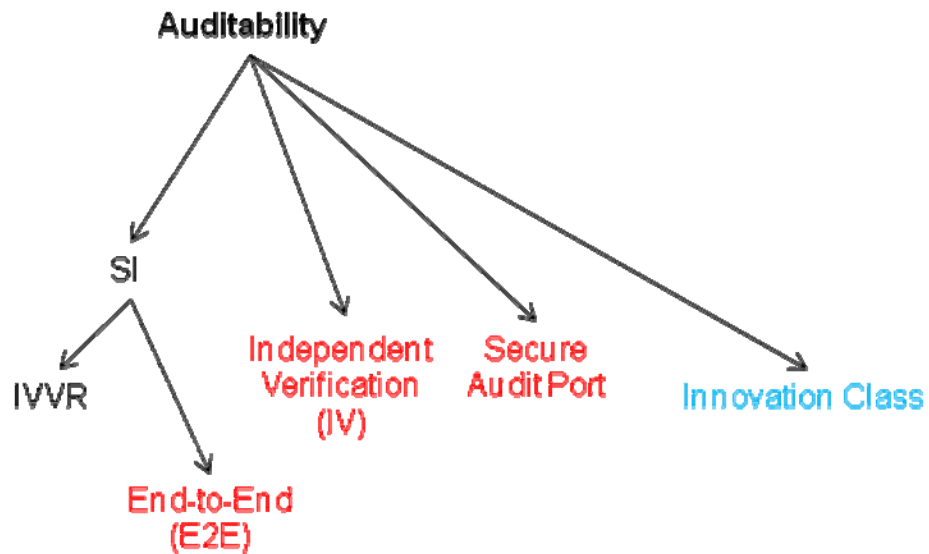 Auditability
SI
Independent
Verification
(IV)
Secure
Audit Port
Innovation Class
IVVR
End-to-End
(E2E)